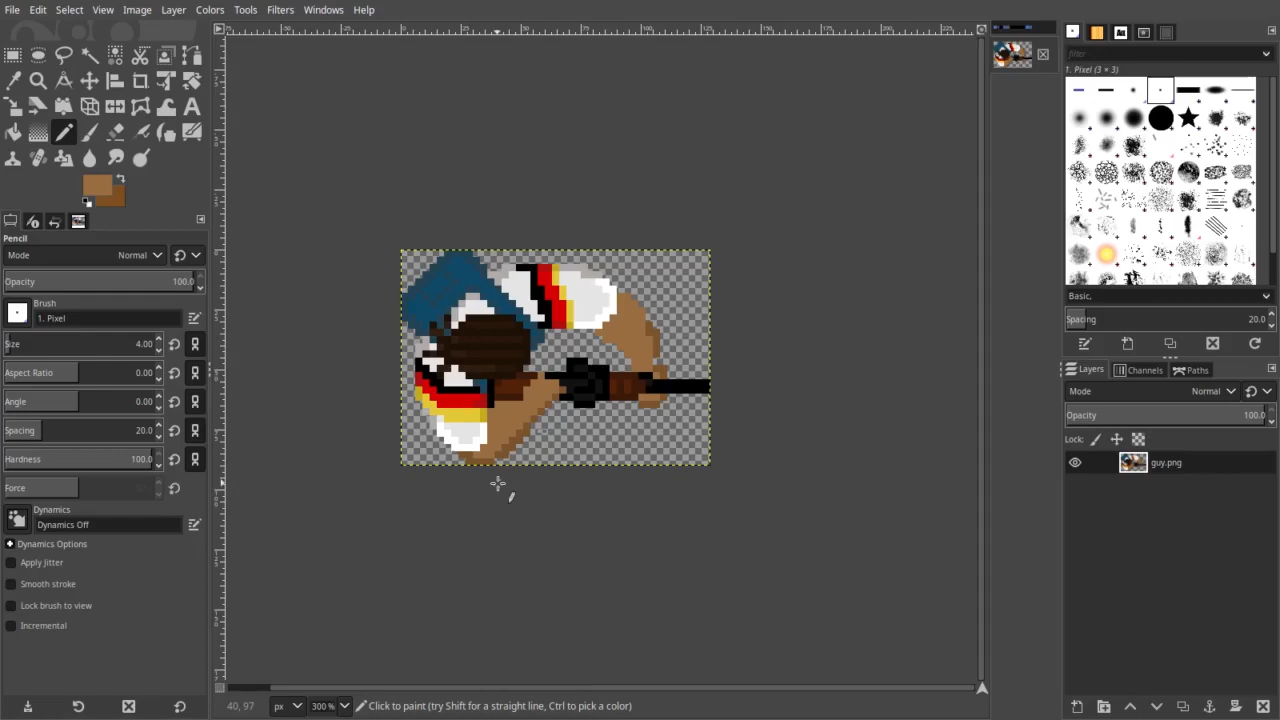 File Edit Select View Image Layer Colors Tools Filters Windows Help
Pencil
Mode Normal
Opacity 100.0
Brush
1. Pixel
Size 4.00
Aspect Ratio 0.00
Angle 0.00
Spacing 20.0
Hardness 100.0
Force
Dynamics
Dynamics Off
Dynamics Options
Apply Jitter
Smooth stroke
Lock brush to view
Incremental
40, 97 px 300 % Click to paint (try Shift for a straight line, Ctrl to pick a color)
Aa
filter
1. Pixel (3 × 3)
Basic,
Spacing 20.0
Layers Channels Paths
Mode Normal
Opacity 100.0
Lock:
guy.png